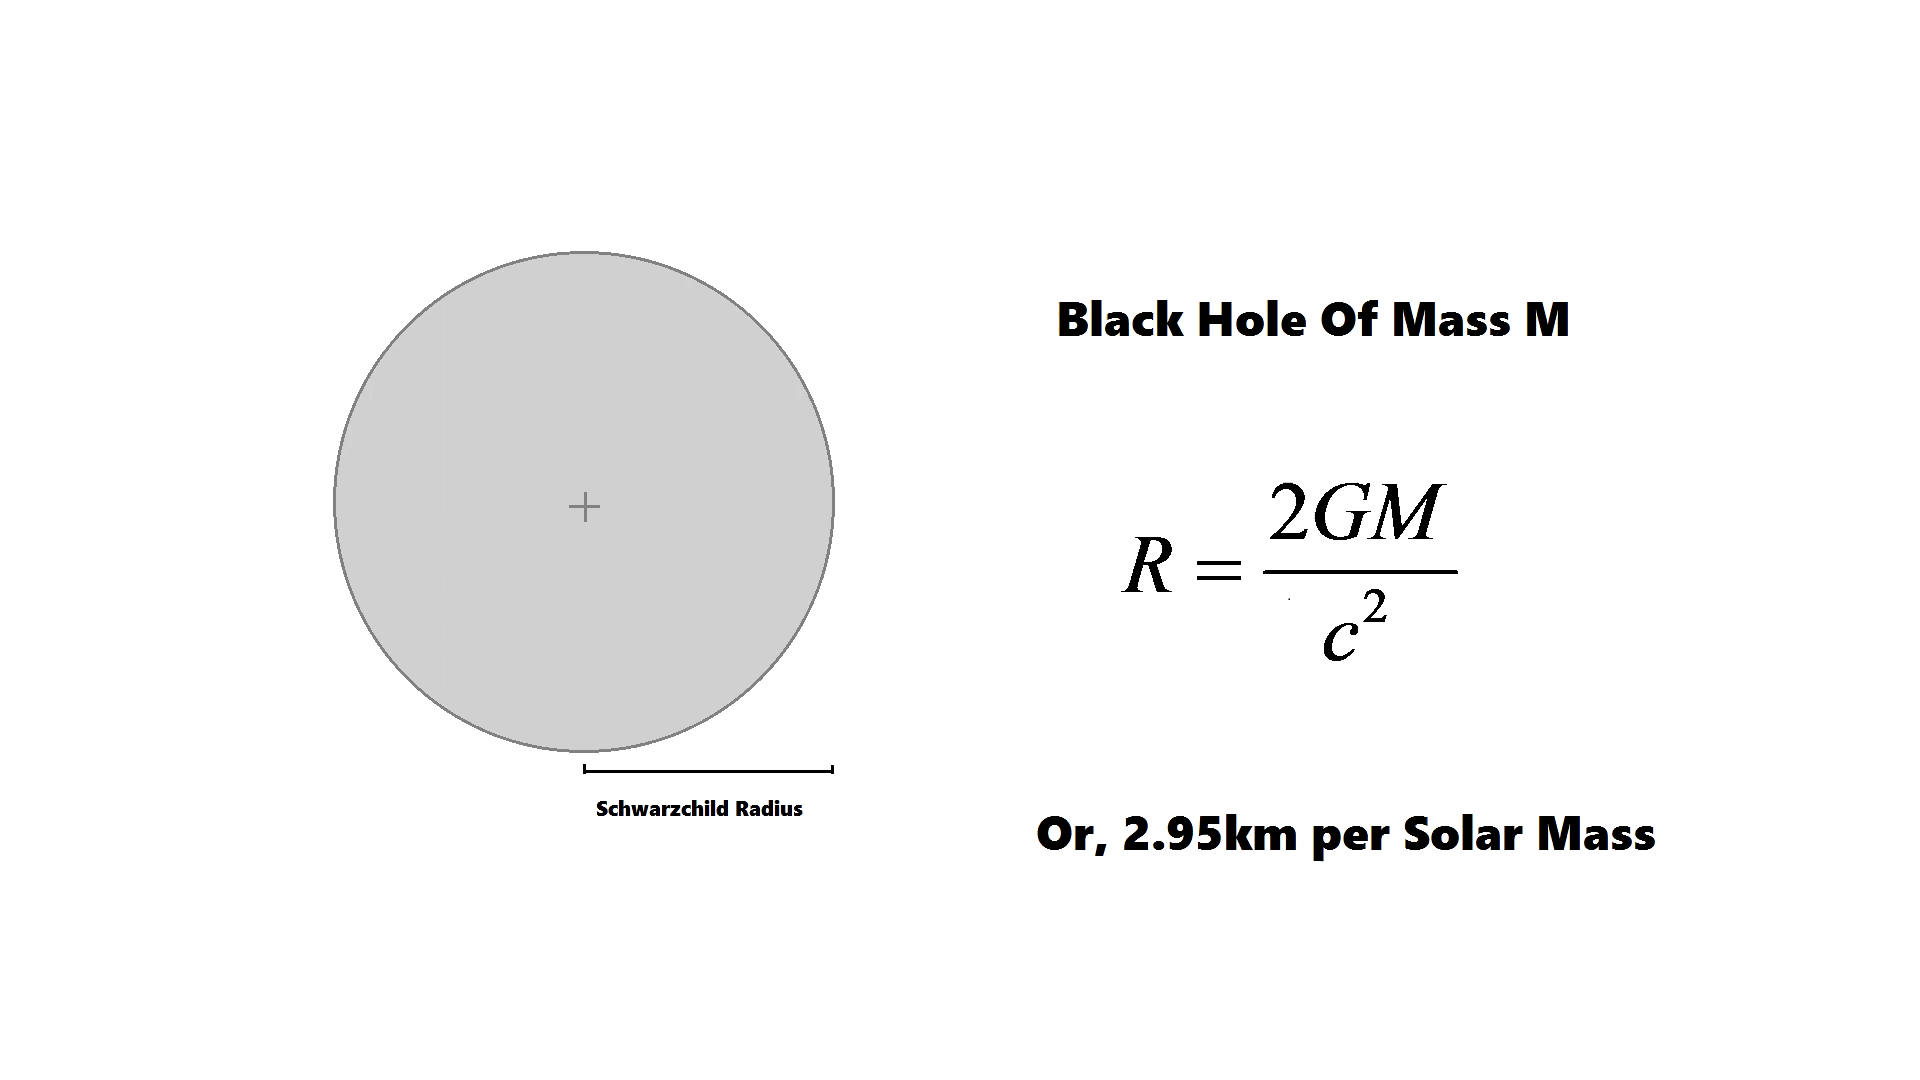 Black Hole Of Mass M
R = 2GM / c²
Schwarzchild Radius
Or, 2.95km per Solar Mass